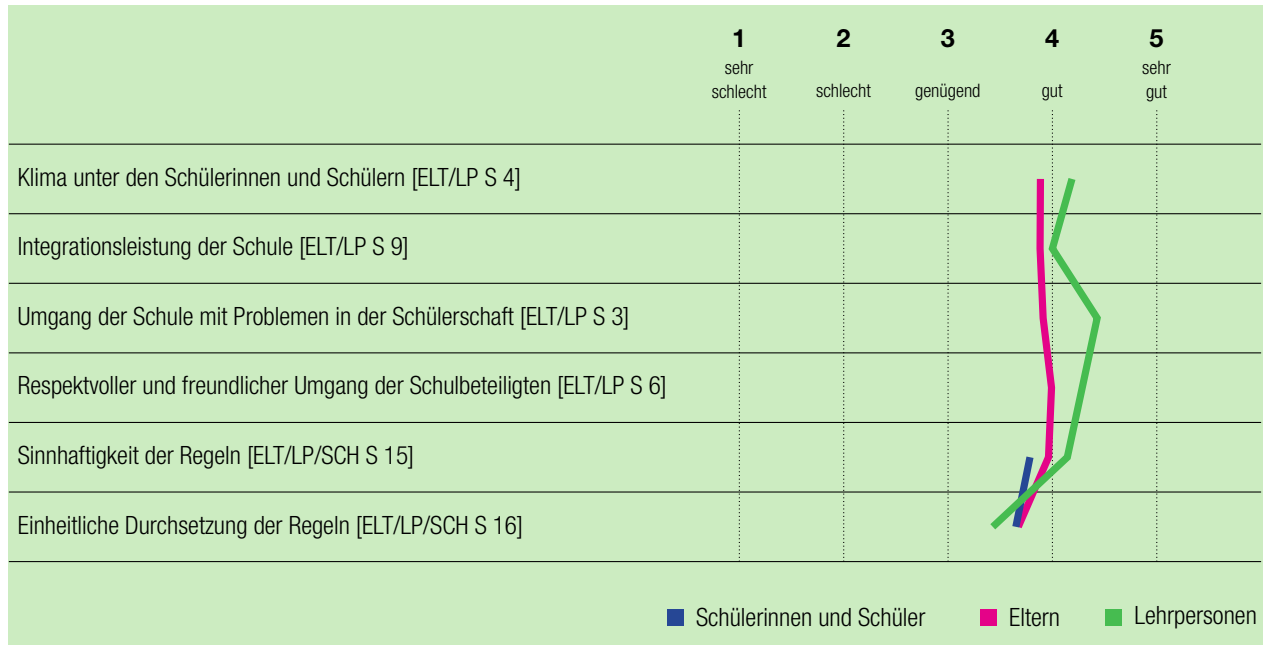 1 2 3 4 5
sehr schlecht schlecht genügend gut sehr gut
Klima unter den Schülerinnen und Schülern [ELT/LP S 4]
Integrationsleistung der Schule [ELT/LP S 9]
Umgang der Schule mit Problemen in der Schülerschaft [ELT/LP S 3]
Respektvoller und freundlicher Umgang der Schulbeteiligten [ELT/LP S 6]
Sinnhaftigkeit der Regeln [ELT/LP/SCH S 15]
Einheitliche Durchsetzung der Regeln [ELT/LP/SCH S 16]
Schülerinnen und Schüler Eltern Lehrpersonen